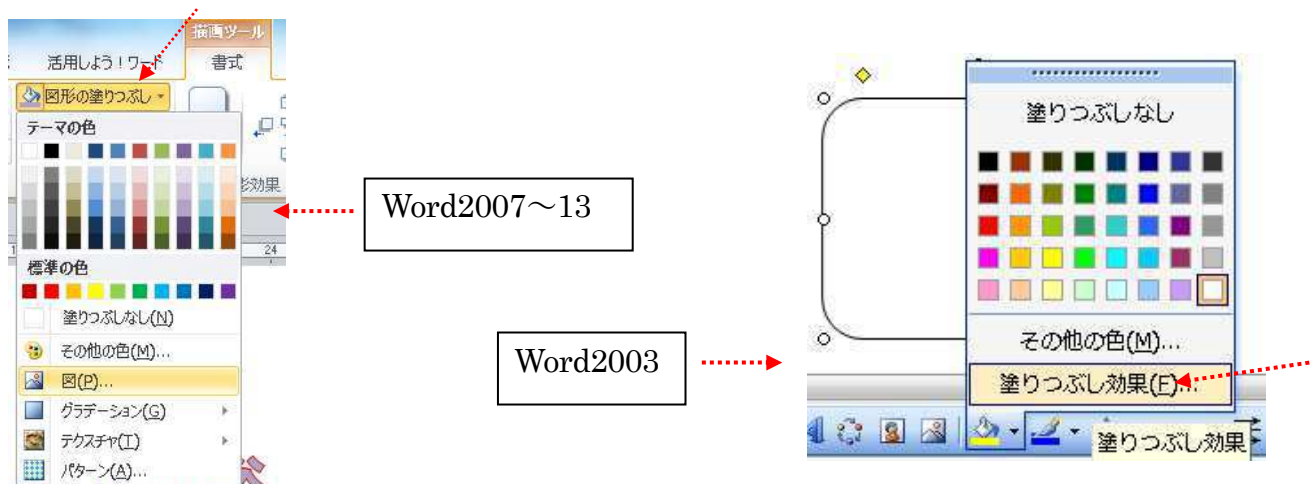 描画ツール
活用しよう！ワード 書式
図形の塗りつぶし
テーマの色
影効果
24
標準の色
塗りつぶしなし(N)
その他の色(M)...
図(P)...
グラデーション(G)
テクスチャ(T)
パターン(A)...
Word2007～13
Word2003
塗りつぶしなし
その他の色(M)...
塗りつぶし効果(F)...
塗りつぶし効果